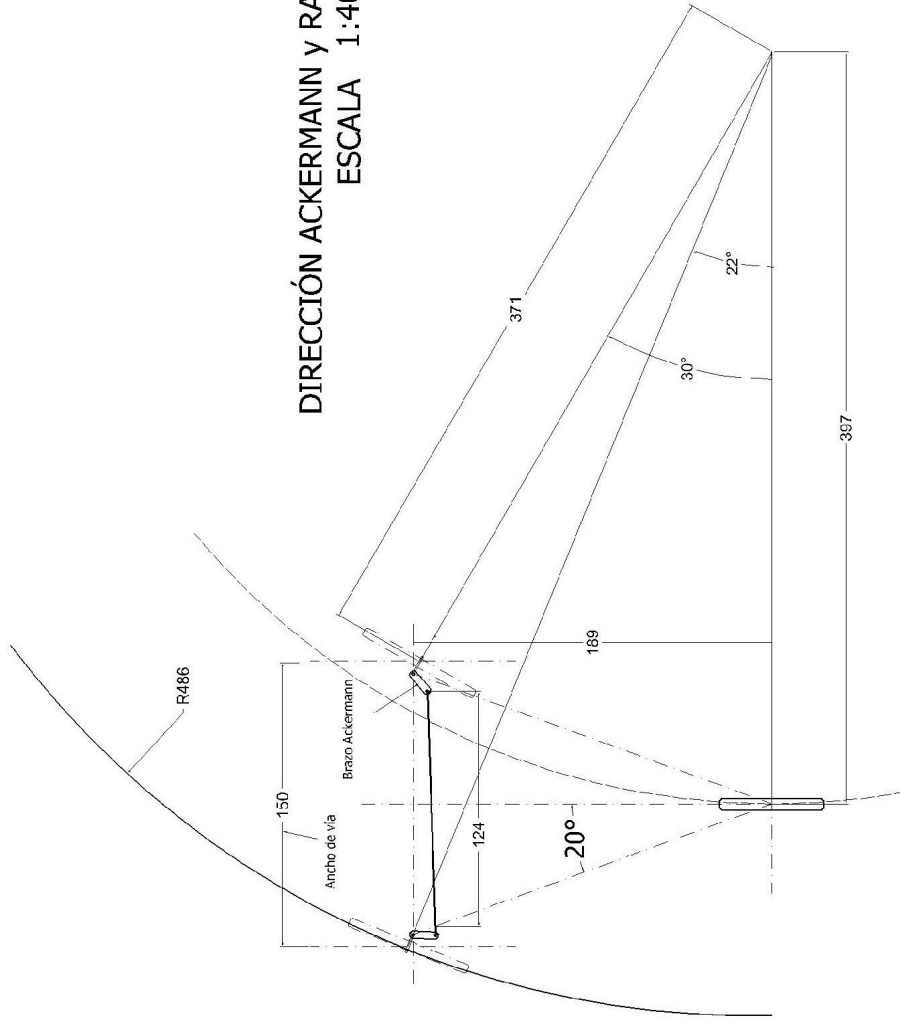 DIRECCIÓN ACKERMANN y RA
ESCALA 1:40
371
22°
30°
397
189
R486
150
Ancho de vía
Brazo Ackermann
124
20°